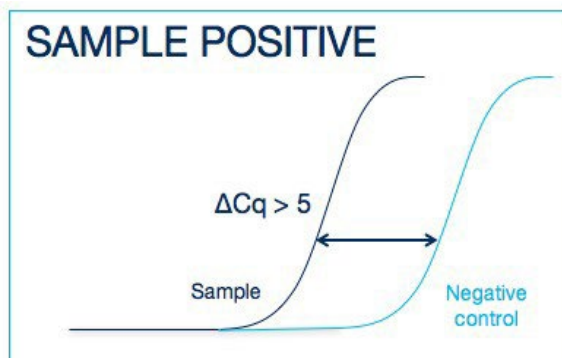 SAMPLE POSITIVE
ΔCq > 5
Sample
Negative
control